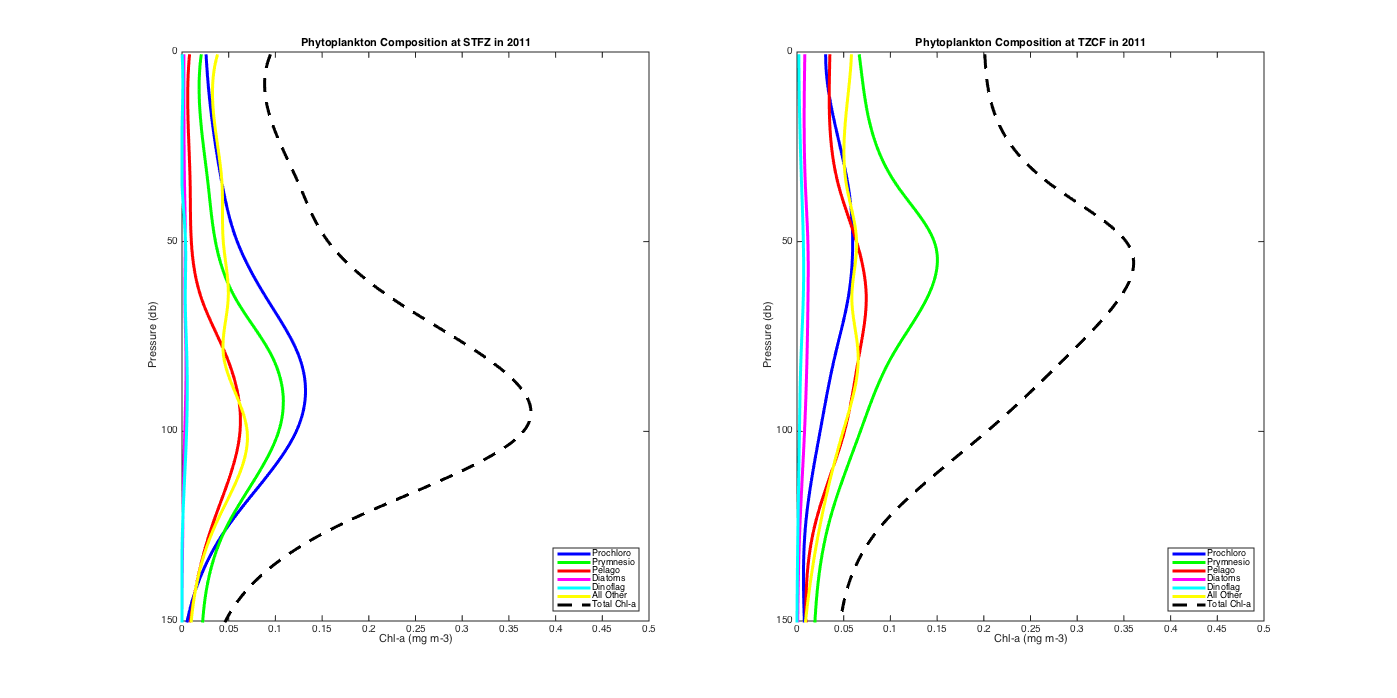 Phytoplankton Composition at STFZ in 2011
0
50
100
150
Pressure (db)
0 0.05 0.1 0.15 0.2 0.25 0.3 0.35 0.4 0.45 0.5
Chl-a (mg m-3)
Prochloro
Prymnesio
Pelago
Diatoms
Dinoflag
All Other
Total Chl-a
Phytoplankton Composition at TZCF in 2011
0
50
100
150
Pressure (db)
0 0.05 0.1 0.15 0.2 0.25 0.3 0.35 0.4 0.45 0.5
Chl-a (mg m-3)
Prochloro
Prymnesio
Pelago
Diatoms
Dinoflag
All Other
Total Chl-a